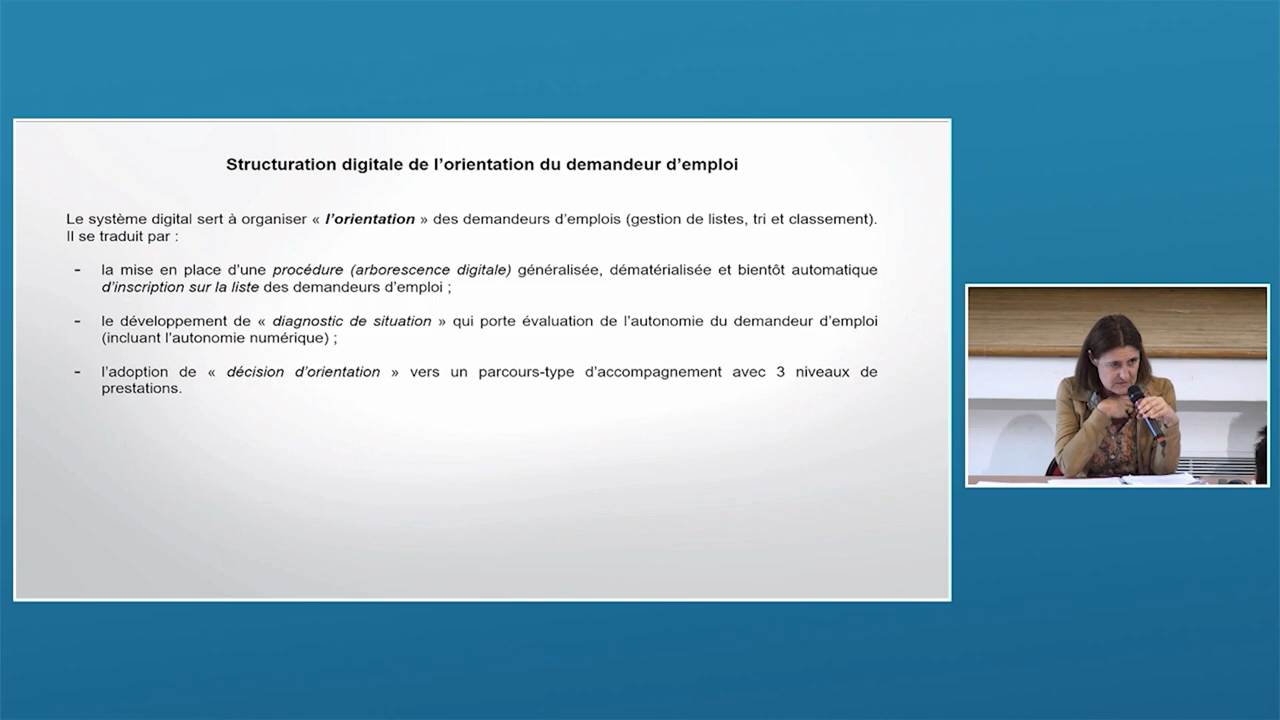 Structuration digitale de l’orientation du demandeur d’emploi
Le système digital sert à organiser « l’orientation » des demandeurs d’emplois (gestion de listes, tri et classement).
Il se traduit par :
- la mise en place d’une procédure (arborescence digitale) généralisée, dématérialisée et bientôt automatique
d’inscription sur la liste des demandeurs d’emploi ;
- le développement de « diagnostic de situation » qui porte évaluation de l’autonomie du demandeur d’emploi
(incluant l’autonomie numérique) ;
- l’adoption de « décision d’orientation » vers un parcours-type d’accompagnement avec 3 niveaux de
prestations.